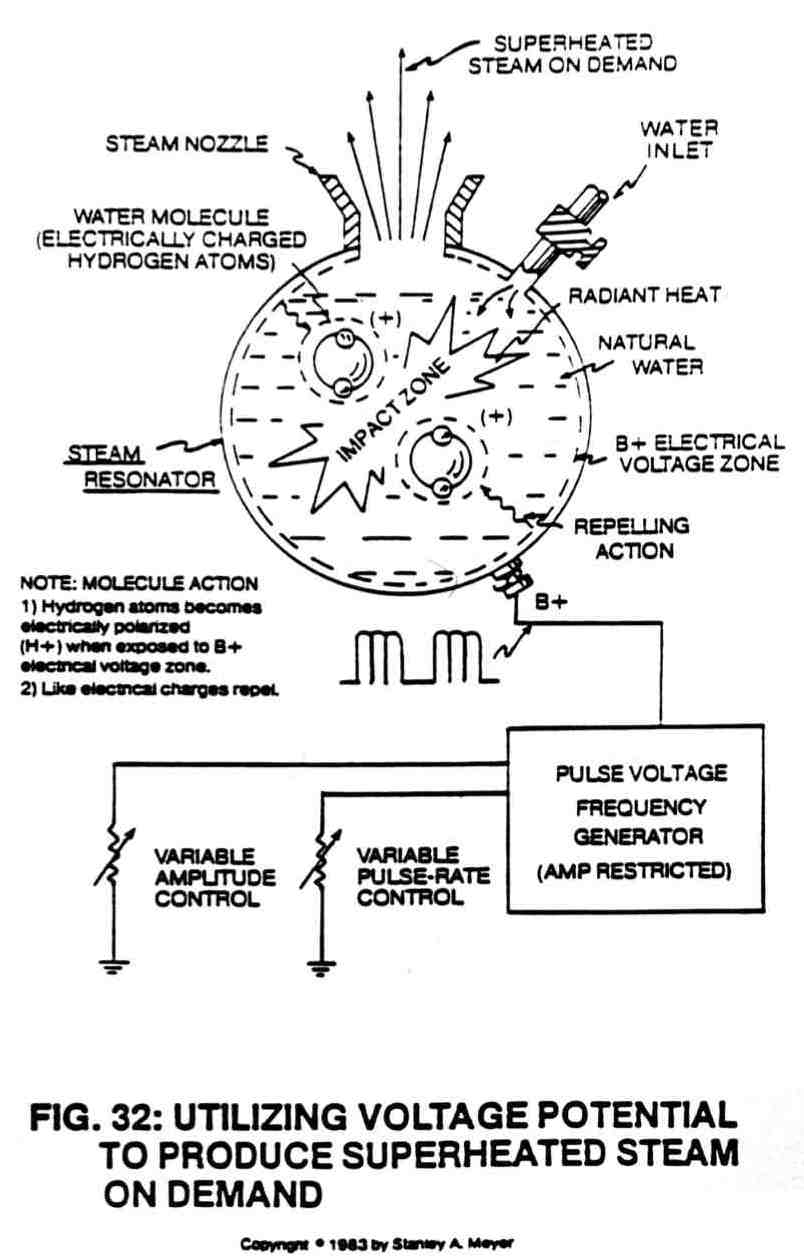 SUPERHEATED
STEAM ON DEMAND
STEAM NOZZLE
WATER
INLET
WATER MOLECULE
(ELECTRICALLY CHARGED
HYDROGEN ATOMS)
(+)
RADIANT HEAT
NATURAL
WATER
IMPACT ZONE
(+)
B+ ELECTRICAL
VOLTAGE ZONE
STEAM
RESONATOR
REPELLING
ACTION
NOTE: MOLECULE ACTION
1) Hydrogen atoms becomes
electrically polarized
(H+) when exposed to B+
electrical voltage zone.
2) Like electrical charges repel.
B+
PULSE VOLTAGE
FREQUENCY
GENERATOR
(AMP RESTRICTED)
VARIABLE
AMPLITUDE
CONTROL
VARIABLE
PULSE-RATE
CONTROL
FIG. 32: UTILIZING VOLTAGE POTENTIAL
TO PRODUCE SUPERHEATED STEAM
ON DEMAND
Copyright © 1983 by Stanley A. Meyer